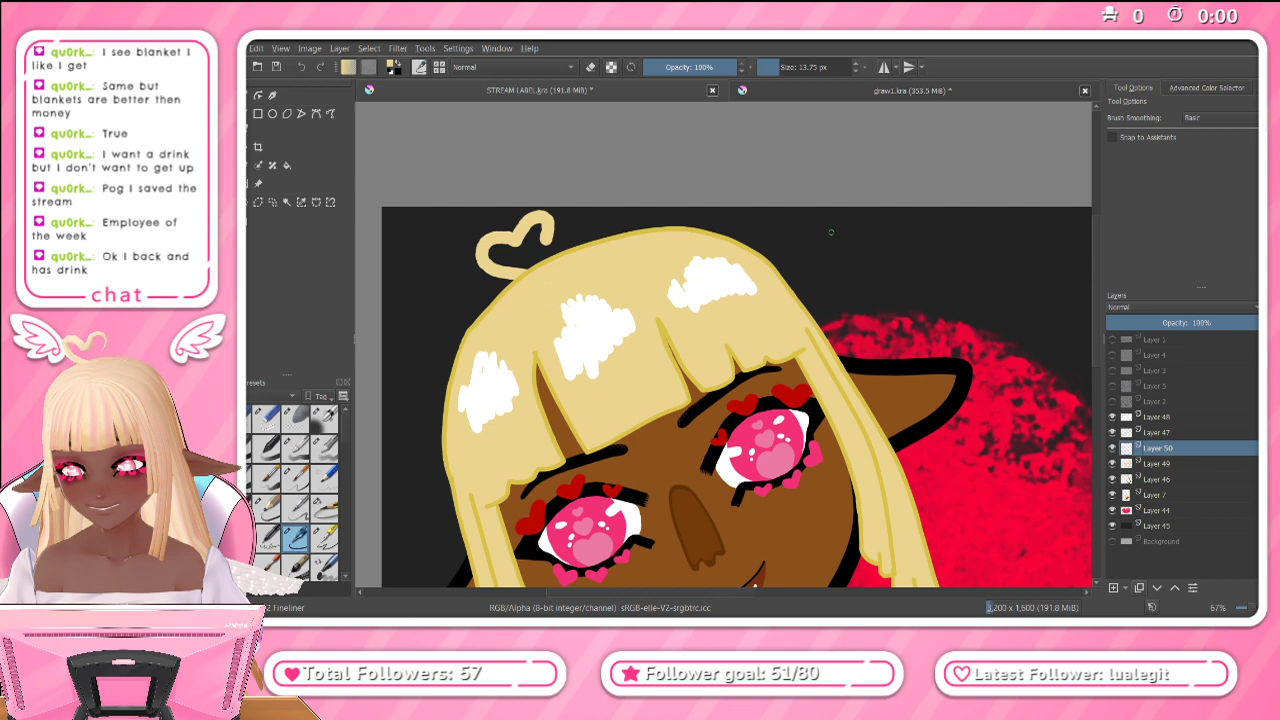 0 0:00
qu0rk_: I see blanket I
like I get
qu0rk_: Same but
blankets are better then
money
qu0rk_: True
qu0rk_: I want a drink
but I don't want to get up
qu0rk_: Pog I saved the
stream
qu0rk_: Employee of
the week
qu0rk_: Ok I back and
has drink
chat
Edit View Image Layer Select Filter Tools Settings Window Help
Normal Opacity: 100% Size: 13.75 px
STREAM LABEL.kra (191.8 MiB) *
graw1.kra (353.5 MiB) *
Tool Options Advanced Color Selector
Tool Options
Brush Smoothing: Basic
Snap to Assistants
Layers
Normal
Opacity: 100%
Layer 1
Layer 4
Layer 3
Layer 5
Layer 2
Layer 48
Layer 47
Layer 50
Layer 49
Layer 46
Layer 7
Layer 44
Layer 45
Background
esets
Tag
2 Fineliner
RGB/Alpha (8-bit integer/channel) sRGB-elle-V2-srgbtrc.icc
3,200 x 1,600 (191.8 MiB)
67%
Total Followers: 57
Follower goal: 51/80
Latest Follower: lualegit